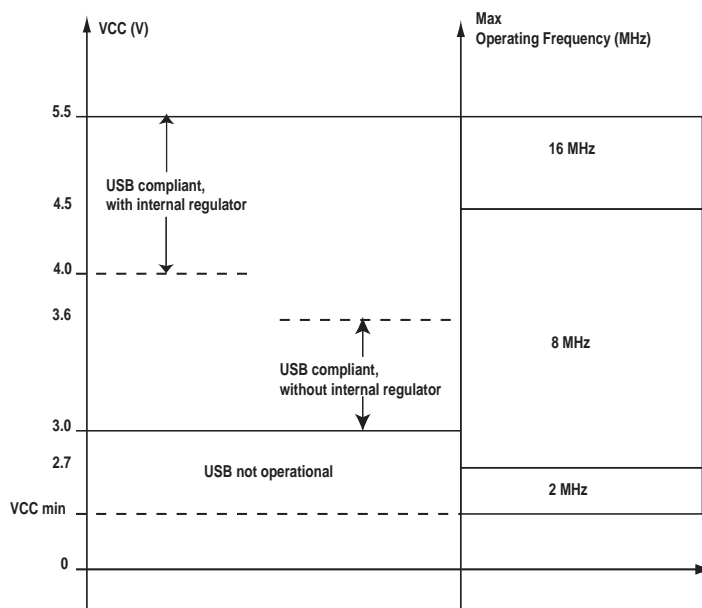 VCC (V)
Max
Operating Frequency (MHz)
5.5
16 MHz
USB compliant,
with internal regulator
4.5
4.0
3.6
8 MHz
USB compliant,
without internal regulator
3.0
2.7
USB not operational
2 MHz
VCC min
0